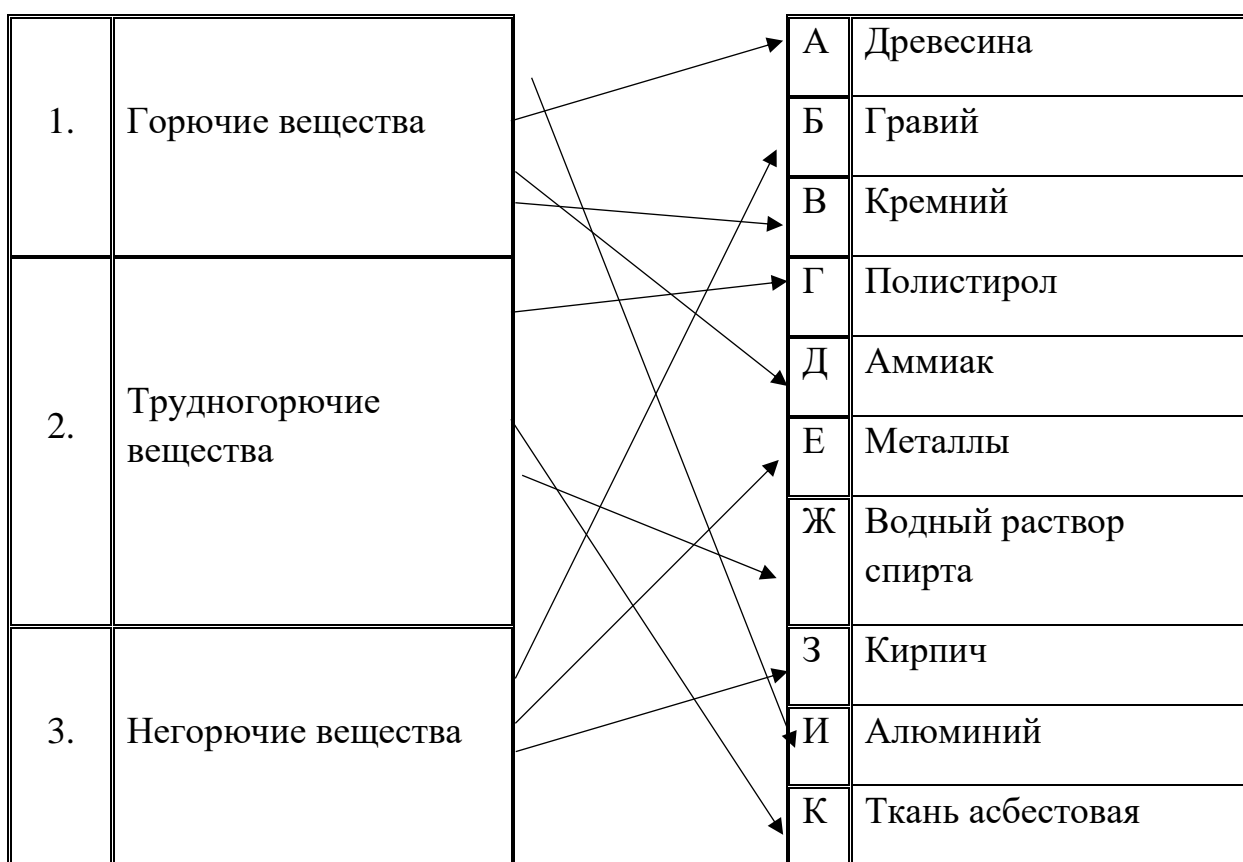 1. Горючие вещества
2. Трудногорючие
вещества
3. Негорючие вещества
А Древесина
Б Гравий
В Кремний
Г Полистирол
Д Аммиак
Е Металлы
Ж Водный раствор
спирта
З Кирпич
И Алюминий
К Ткань асбестовая